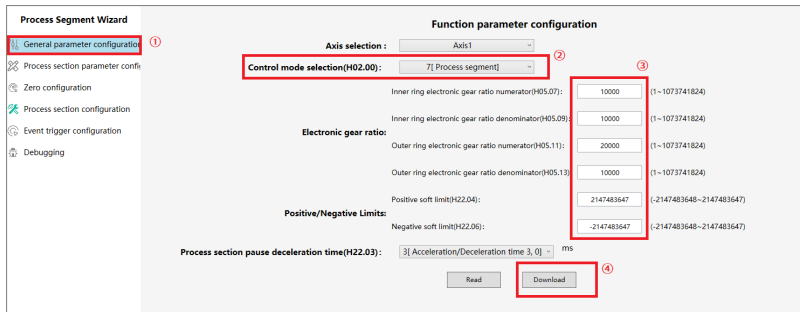 Process Segment Wizard
General parameter configuration
Process section parameter config
Zero configuration
Process section configuration
Event trigger configuration
Debugging
①
Function parameter configuration
Axis selection : Axis1
②
Control mode selection(H02.00): 7[ Process segment]
③
Electronic gear ratio:
Inner ring electronic gear ratio numerator(H05.07): 10000 (1~1073741824)
Inner ring electronic gear ratio denominator(H05.09): 10000 (1~1073741824)
Outer ring electronic gear ratio numerator(H05.11): 20000 (1~1073741824)
Outer ring electronic gear ratio denominator(H05.13) 10000 (1~1073741824)
Positive/Negative Limits:
Positive soft limit(H22.04): 2147483647 (-2147483648~2147483647)
Negative soft limit(H22.06): -2147483647 (-2147483648~2147483647)
Process section pause deceleration time(H22.03): 3[ Acceleration/Deceleration time 3, 0] ms
Read Download
④